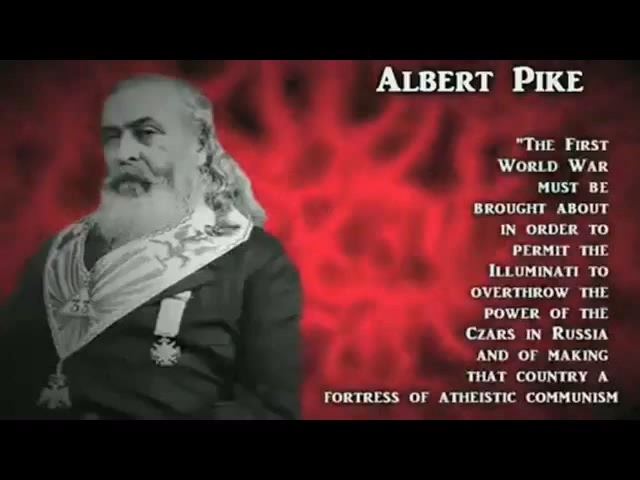 ALBERT PIKE
"THE FIRST
WORLD WAR
MUST BE
BROUGHT ABOUT
IN ORDER TO
PERMIT THE
ILLUMINATI TO
OVERTHROW THE
POWER OF THE
CZARS IN RUSSIA
AND OF MAKING
THAT COUNTRY A
FORTRESS OF ATHEISTIC COMMUNISM
33